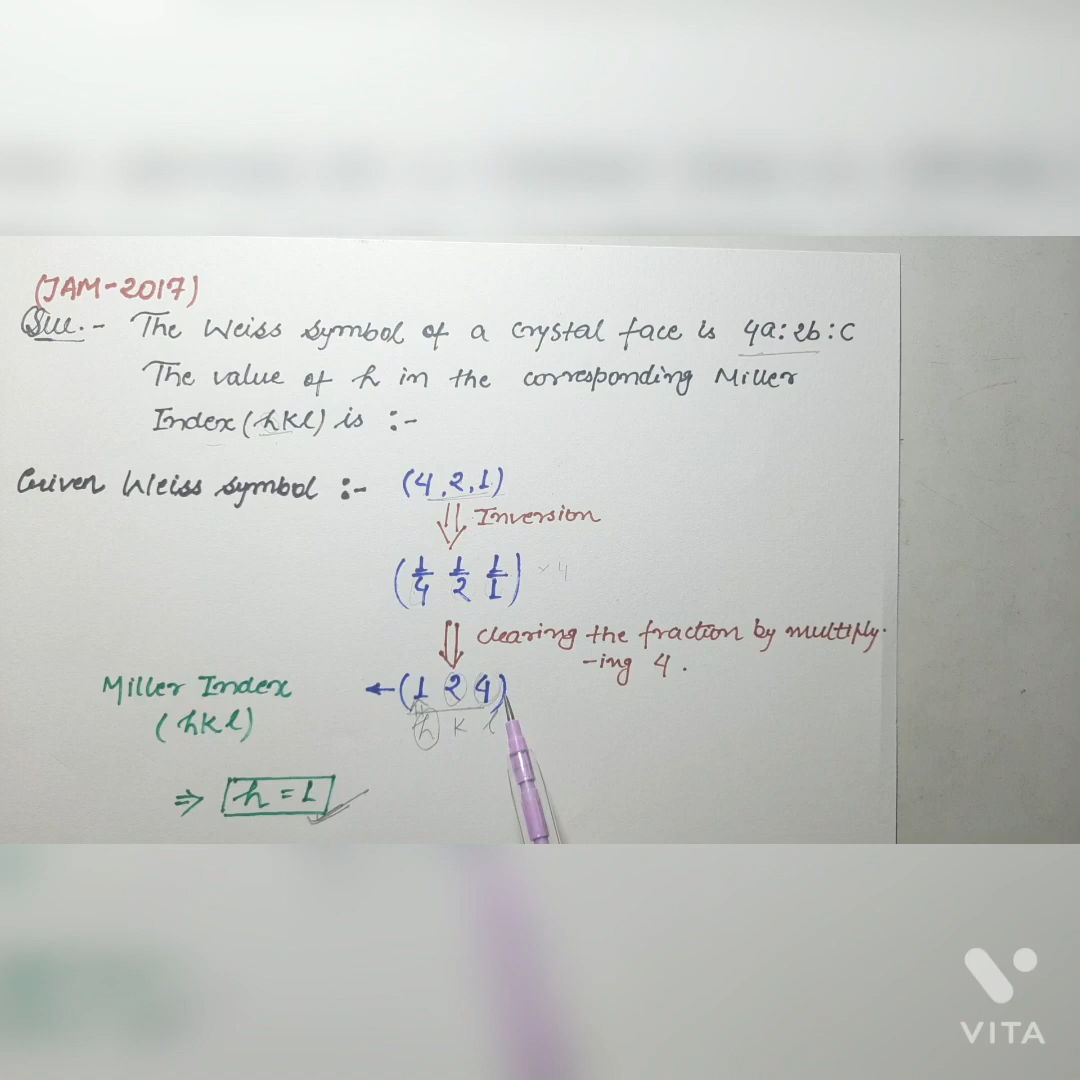 (JAM-2017)
Que.- The Weiss symbol of a crystal face is 4a:2b:C
The value of h in the corresponding Miller
Index (hkl) is :-
Given Weiss symbol :- (4,2,1)
Inversion
(1/4 1/2 1/1) ×4
clearing the fraction by multiply-
-ing 4.
Miller Index ← (1 2 4)
(hkl) h k l
⇒ h = 1
VITA